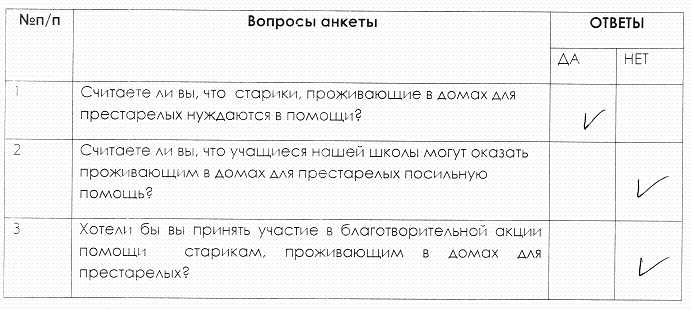 №п/п Вопросы анкеты ОТВЕТЫ
ДА НЕТ
1 Считаете ли вы, что старики, проживающие в домах для
престарелых нуждаются в помощи?
2 Считаете ли вы, что учащиеся нашей школы могут оказать
проживающим в домах для престарелых посильную
помощь?
3 Хотели бы вы принять участие в благотворительной акции
помощи старикам, проживающим в домах для
престарелых?